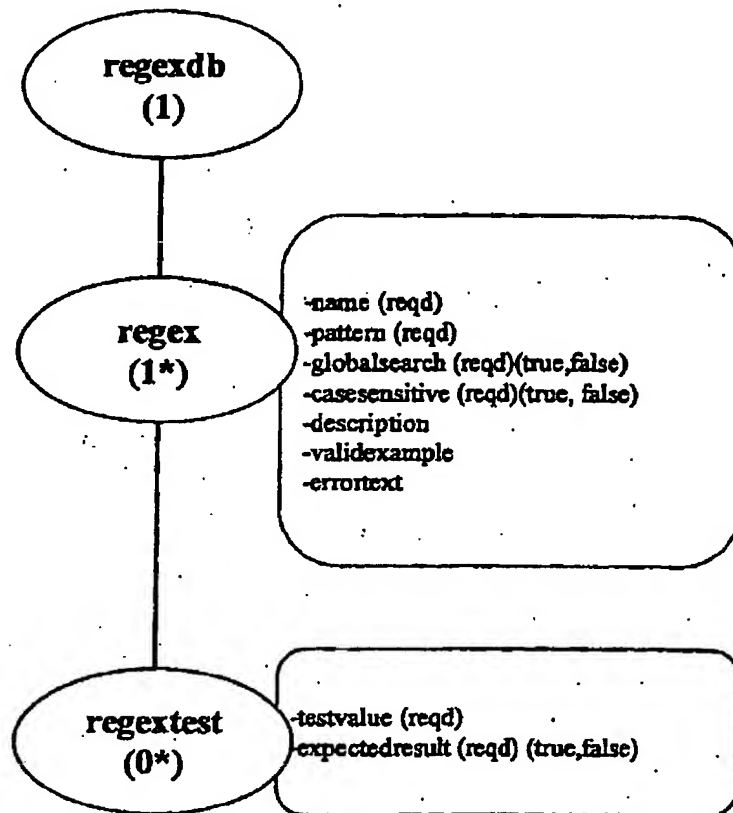 regexdb
(1)
regex
(1*)
-name (reqd)
-pattern (reqd)
-globalsearch (reqd)(true,false)
-casesensitive (reqd)(true, false)
-description
-validexample
-errortext
regextest
(0*)
-testvalue (reqd)
-expectedresult (reqd) (true,false)